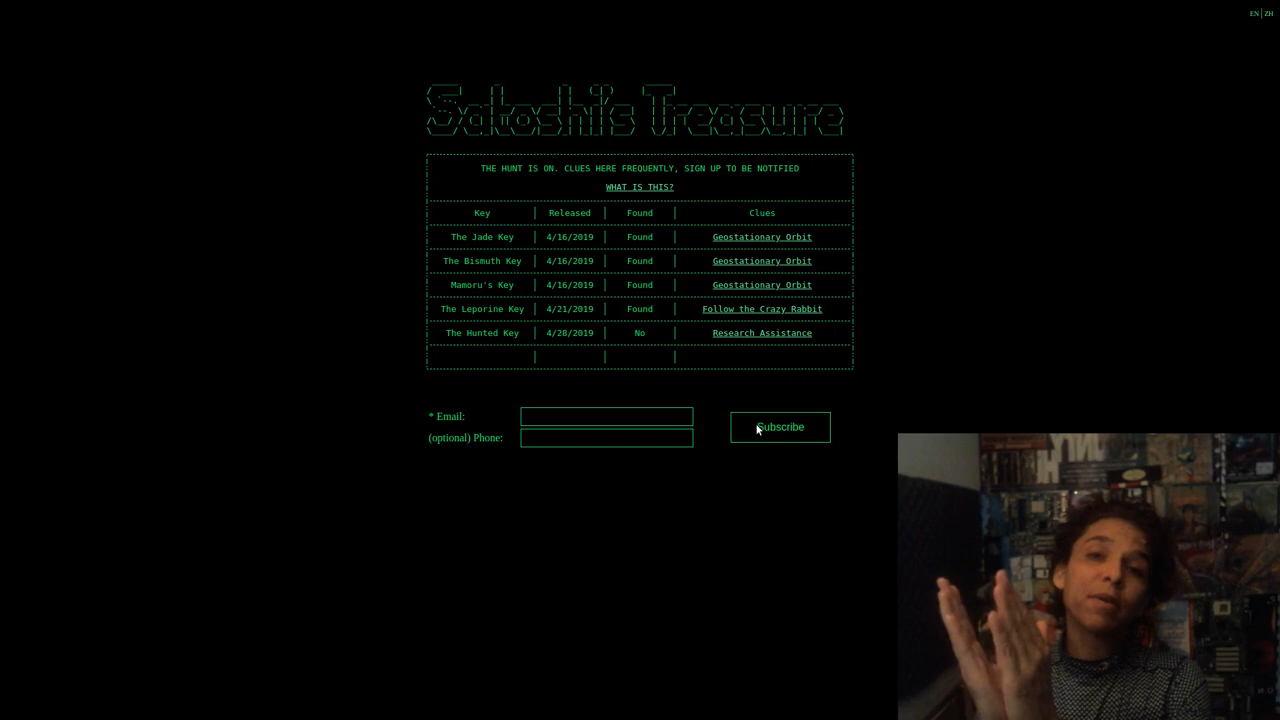 EN | ZH
Satoshi's Treasure
THE HUNT IS ON. CLUES HERE FREQUENTLY, SIGN UP TO BE NOTIFIED
WHAT IS THIS?
Key Released Found Clues
The Jade Key 4/16/2019 Found Geostationary Orbit
The Bismuth Key 4/16/2019 Found Geostationary Orbit
Mamoru's Key 4/16/2019 Found Geostationary Orbit
The Leporine Key 4/21/2019 Found Follow the Crazy Rabbit
The Hunted Key 4/28/2019 No Research Assistance
* Email:
(optional) Phone:
Subscribe